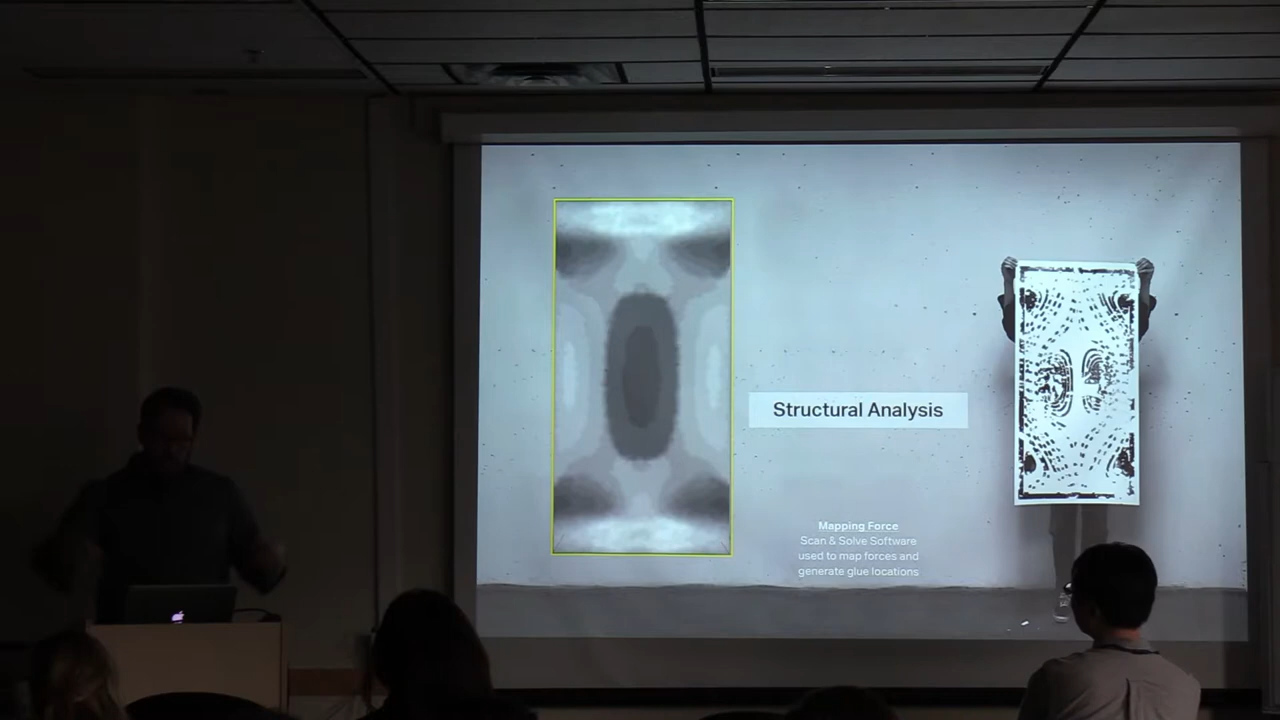 Structural Analysis
Mapping Force
Scan & Solve Software
used to map forces and
generate glue locations